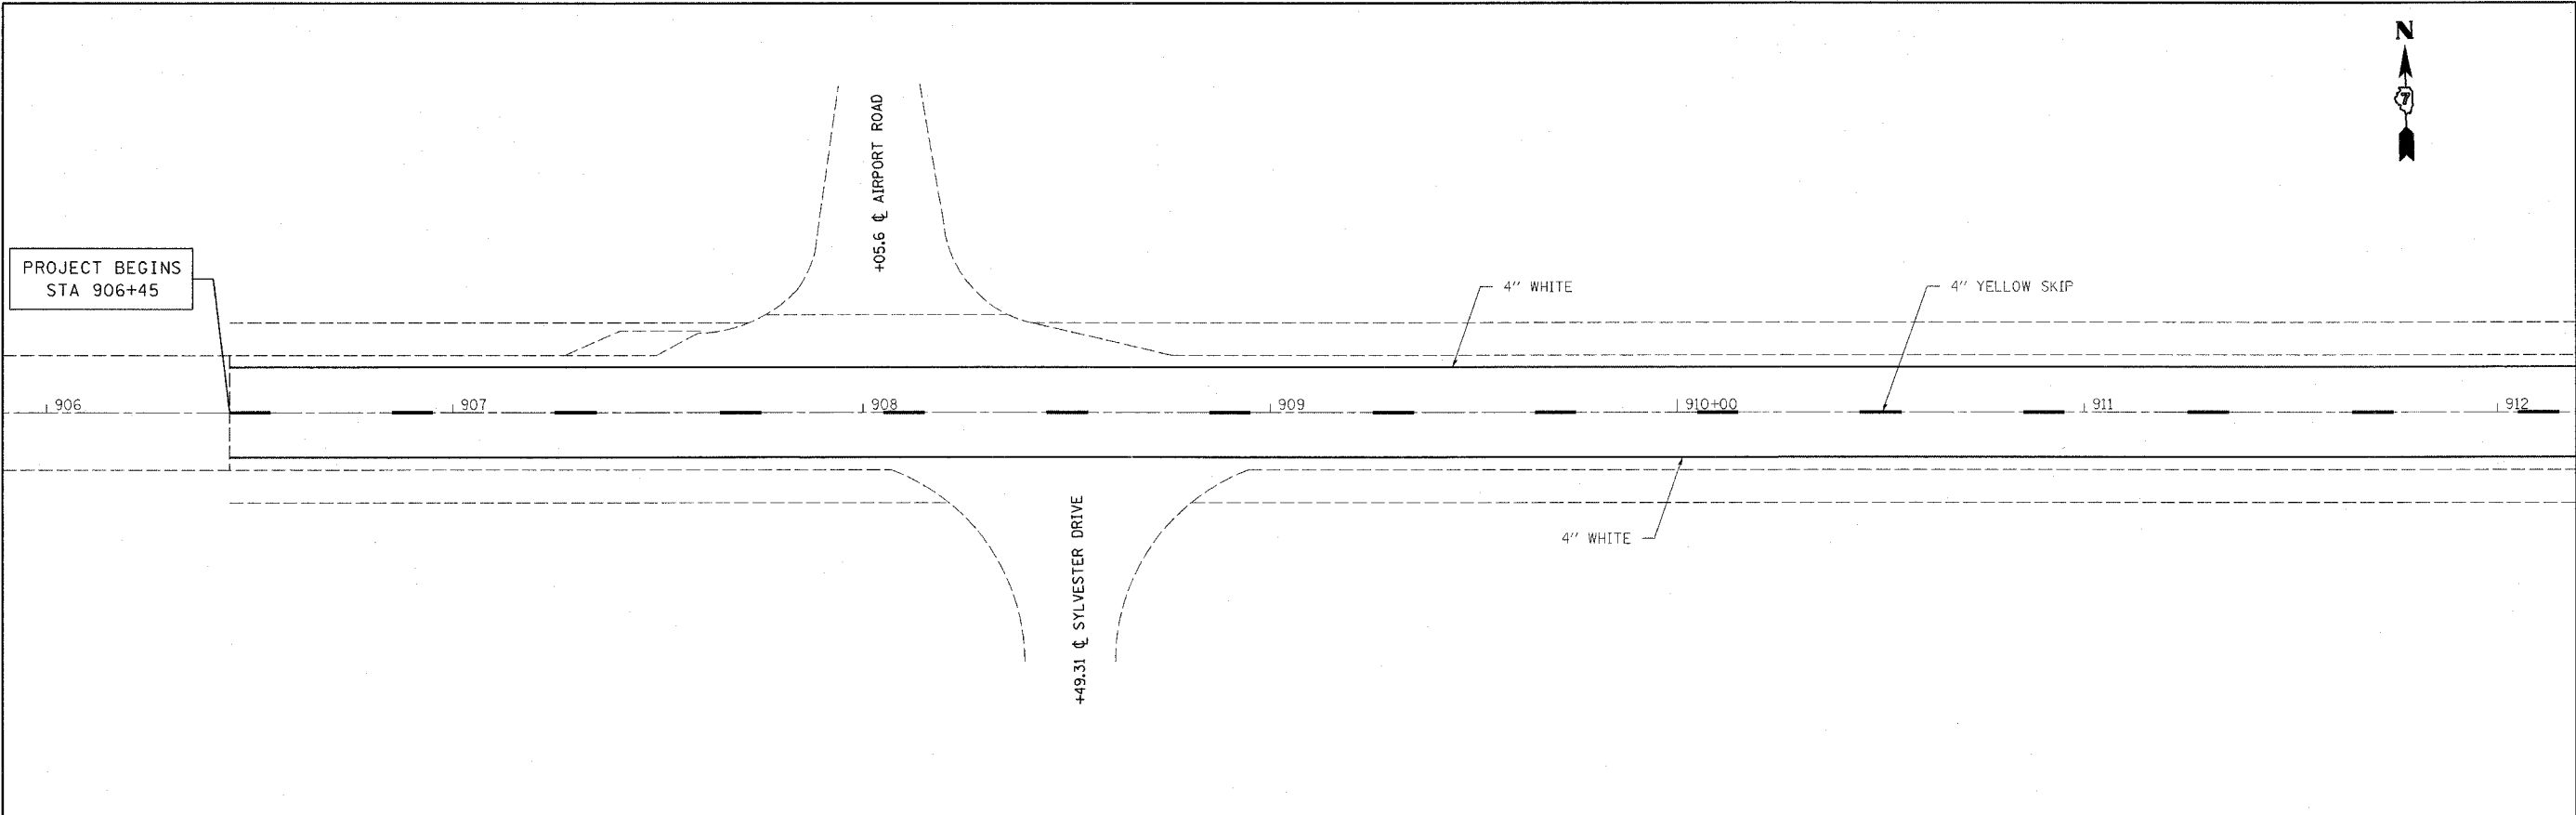 N
7
+05.6 ℄ AIRPORT ROAD
PROJECT BEGINS
STA 906+45
4" WHITE
4" YELLOW SKIP
906
907
908
909
910+00
911
912
+49.31 ℄ SYLVESTER DRIVE
4" WHITE